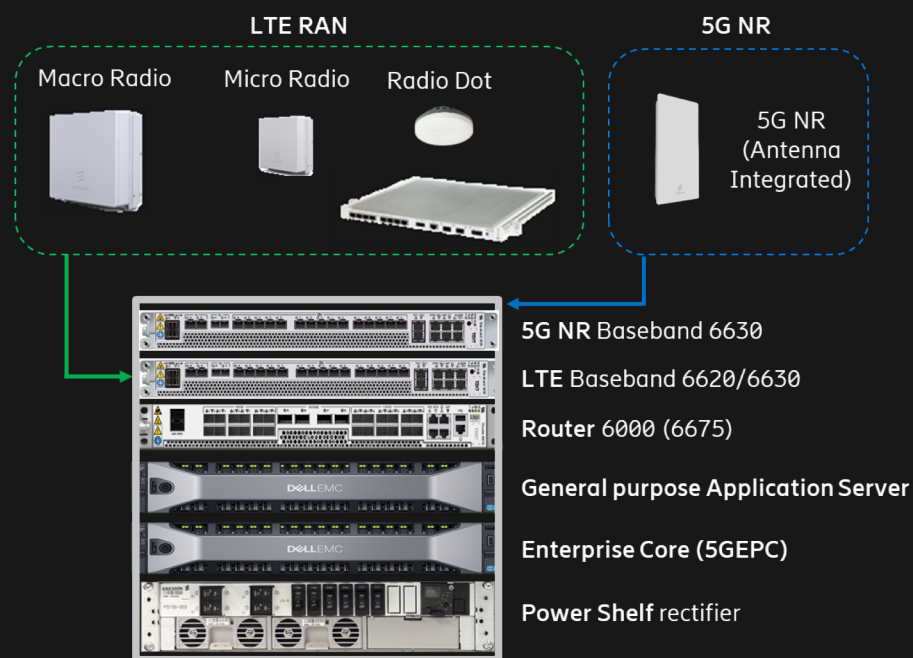 LTE RAN
5G NR
Macro Radio
Micro Radio
Radio Dot
5G NR
(Antenna
Integrated)
5G NR Baseband 6630
LTE Baseband 6620/6630
Router 6000 (6675)
DELLEMC
General purpose Application Server
DELLEMC
Enterprise Core (5GEPC)
ERICSSON
Power Shelf rectifier